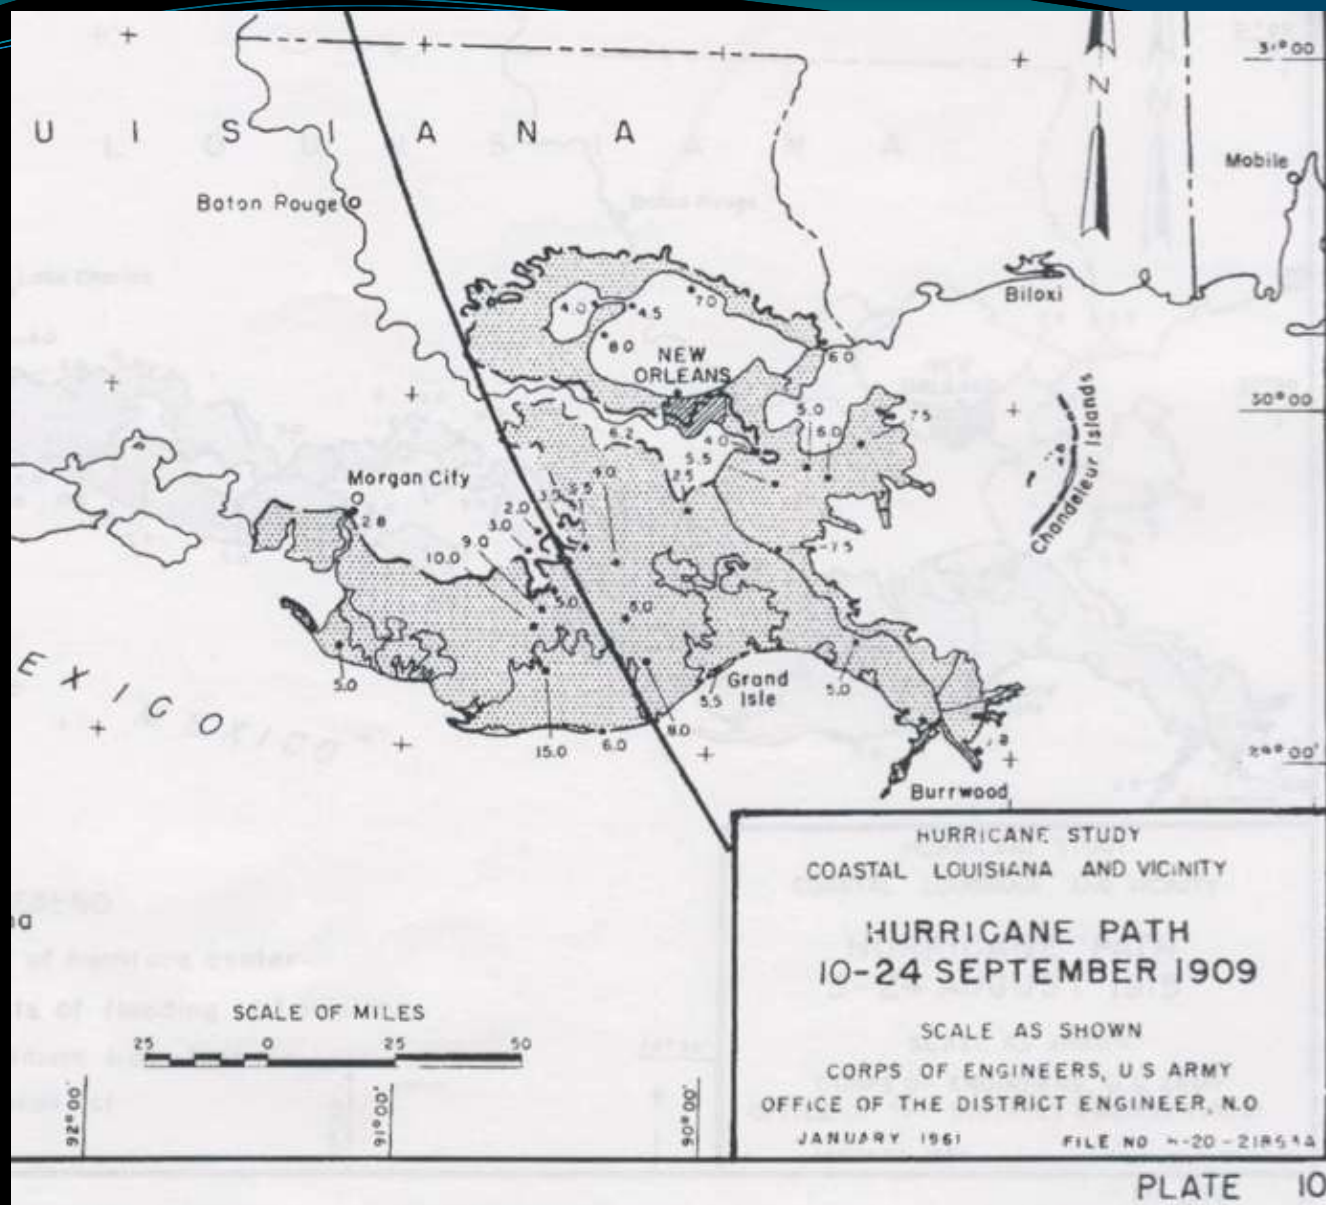 31°00'
N
U I S I A N A
Mobile
Baton Rouge
Biloxi
4.0
4.5
7.0
8.0
6.0
NEW
ORLEANS
30°00
5.0
7.5
6.2
4.0
6.0
5.5
4.0
2.5
Chandeleur Islands
Morgan City
2.8
2.0
3.0
9.0
10.0
7.5
5.0
5.0
E X I C O
5.0
Grand
Isle
5.5
5.0
8.0
6.0
15.0
29°00'
Burrwood
HURRICANE STUDY
COASTAL LOUISIANA AND VICINITY
HURRICANE PATH
10-24 SEPTEMBER 1909
SCALE OF MILES
25 0 25 50
SCALE AS SHOWN
CORPS OF ENGINEERS, U S ARMY
OFFICE OF THE DISTRICT ENGINEER, N.O
JANUARY 1961 FILE NO
92°00'
91°00'
90°00'
PLATE 10